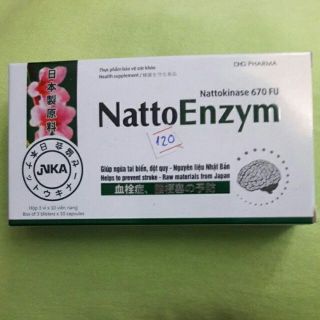 Thực phẩm bảo vệ sức khỏe
Health supplement /
DHG PHARMA
日本製原料
Nattokinase 670 FU
NattoEnzym
120
JNKA
Giúp ngừa tai biến, đột quỵ - Nguyên liệu Nhật Bản
Helps to prevent stroke - Raw materials from Japan
血栓症、脳梗塞の予防
Hộp 3 vỉ x 10 viên nang
Box of 3 blisters x 10 capsules